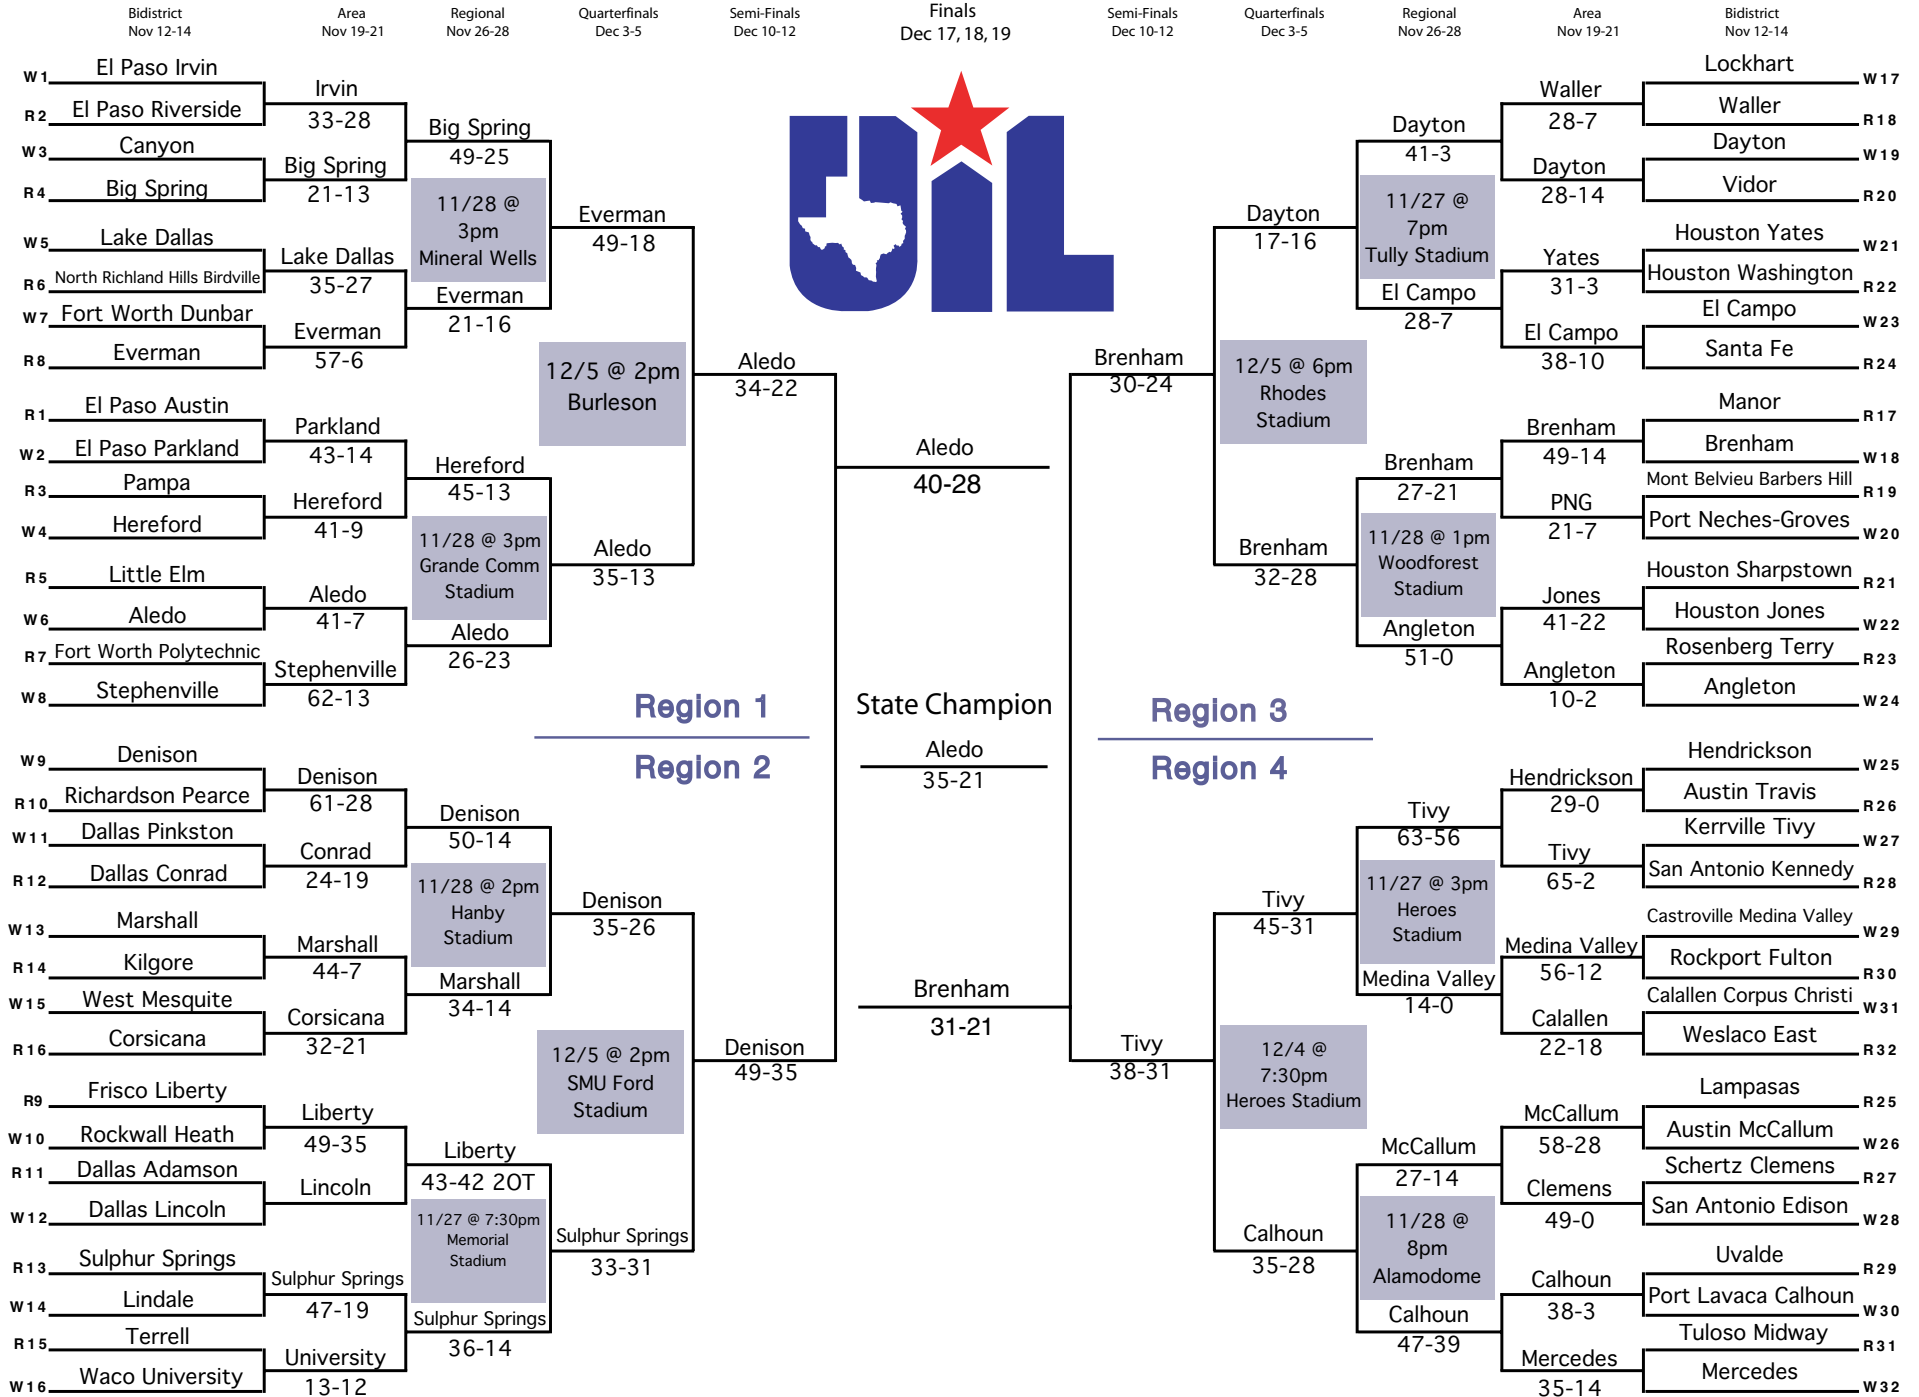 Bidistrict
Nov 12-14
Area
Nov 19-21
Regional
Nov 26-28
Quarterfinals
Dec 3-5
Semi-Finals
Dec 10-12
Finals
Dec 17, 18, 19
Semi-Finals
Dec 10-12
Quarterfinals
Dec 3-5
Regional
Nov 26-28
Area
Nov 19-21
Bidistrict
Nov 12-14
UIL
W1 El Paso Irvin
R2 El Paso Riverside
W3 Canyon
R4 Big Spring
W5 Lake Dallas
R6 North Richland Hills Birdville
W7 Fort Worth Dunbar
R8 Everman
R1 El Paso Austin
W2 El Paso Parkland
R3 Pampa
W4 Hereford
R5 Little Elm
W6 Aledo
R7 Fort Worth Polytechnic
W8 Stephenville
W9 Denison
R10 Richardson Pearce
W11 Dallas Pinkston
R12 Dallas Conrad
W13 Marshall
R14 Kilgore
W15 West Mesquite
R16 Corsicana
R9 Frisco Liberty
W10 Rockwall Heath
R11 Dallas Adamson
W12 Dallas Lincoln
R13 Sulphur Springs
W14 Lindale
R15 Terrell
W16 Waco University
Irvin
33-28
Big Spring
21-13
Lake Dallas
35-27
Everman
57-6
Parkland
43-14
Hereford
41-9
Aledo
41-7
Stephenville
62-13
Denison
61-28
Conrad
24-19
Marshall
44-7
Corsicana
32-21
Liberty
49-35
Lincoln
Sulphur Springs
47-19
University
13-12
Big Spring
49-25
11/28 @
3pm
Mineral Wells
Everman
21-16
Hereford
45-13
11/28 @ 3pm
Grande Comm
Stadium
Aledo
26-23
Denison
50-14
11/28 @ 2pm
Hanby
Stadium
Marshall
34-14
Liberty
43-42 2OT
11/27 @ 7:30pm
Memorial
Stadium
Sulphur Springs
36-14
Everman
49-18
12/5 @ 2pm
Burleson
Aledo
35-13
Region 1
Region 2
Denison
35-26
12/5 @ 2pm
SMU Ford
Stadium
Sulphur Springs
33-31
Aledo
34-22
Denison
49-35
Aledo
40-28
State Champion
Aledo
35-21
Brenham
31-21
Brenham
30-24
Tivy
38-31
Dayton
17-16
12/5 @ 6pm
Rhodes
Stadium
Brenham
32-28
Region 3
Region 4
Tivy
45-31
12/4 @
7:30pm
Heroes Stadium
Calhoun
35-28
Dayton
41-3
11/27 @
7pm
Tully Stadium
El Campo
28-7
Brenham
27-21
11/28 @ 1pm
Woodforest
Stadium
Angleton
51-0
Tivy
63-56
11/27 @ 3pm
Heroes
Stadium
Medina Valley
14-0
McCallum
27-14
11/28 @
8pm
Alamodome
Calhoun
47-39
Waller
28-7
Dayton
28-14
Yates
31-3
El Campo
38-10
Brenham
49-14
PNG
21-7
Jones
41-22
Angleton
10-2
Hendrickson
29-0
Tivy
65-2
Medina Valley
56-12
Calallen
22-18
McCallum
58-28
Clemens
49-0
Calhoun
38-3
Mercedes
35-14
Lockhart W17
Waller R18
Dayton W19
Vidor R20
Houston Yates W21
Houston Washington R22
El Campo W23
Santa Fe R24
Manor R17
Brenham W18
Mont Belvieu Barbers Hill R19
Port Neches-Groves W20
Houston Sharpstown R21
Houston Jones W22
Rosenberg Terry R23
Angleton W24
Hendrickson W25
Austin Travis R26
Kerrville Tivy W27
San Antonio Kennedy R28
Castroville Medina Valley W29
Rockport Fulton R30
Calallen Corpus Christi W31
Weslaco East R32
Lampasas R25
Austin McCallum W26
Schertz Clemens R27
San Antonio Edison W28
Uvalde R29
Port Lavaca Calhoun W30
Tuloso Midway R31
Mercedes W32